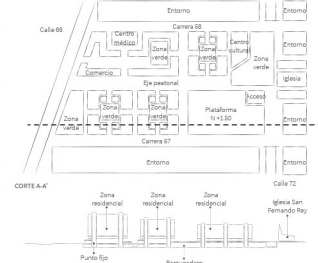 Entorno
Entorno
Carrera 68
Calle 66
Centro
médico
Zona
verde
Zona
verde
Centro
cultural
Zona
verde
Entorno
Comercio
Iglesia
Eje peatonal
Acceso
Zona
verde
Zona
verde
Zona
verde
Plataforma
N +1.60
Entorno
Carrera 67
Entorno
Entorno
CORTE A-A'
Calle 72
Zona
residencial
Zona
residencial
Zona
residencial
Iglesia San
Fernando Rey
Punto fijo